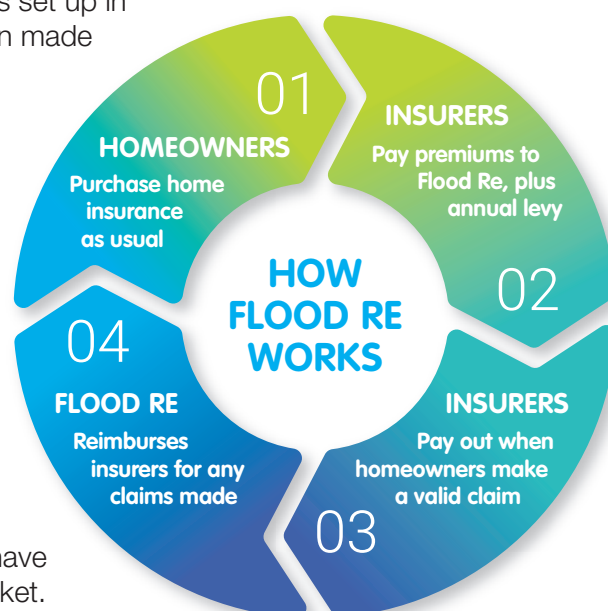 s set up in
n made
01
HOMEOWNERS
Purchase home
insurance
as usual
INSURERS
Pay premiums to
Flood Re, plus
annual levy
02
HOW
FLOOD RE
WORKS
INSURERS
Pay out when
homeowners make
a valid claim
03
04
FLOOD RE
Reimburses
insurers for any
claims made
have
ket.